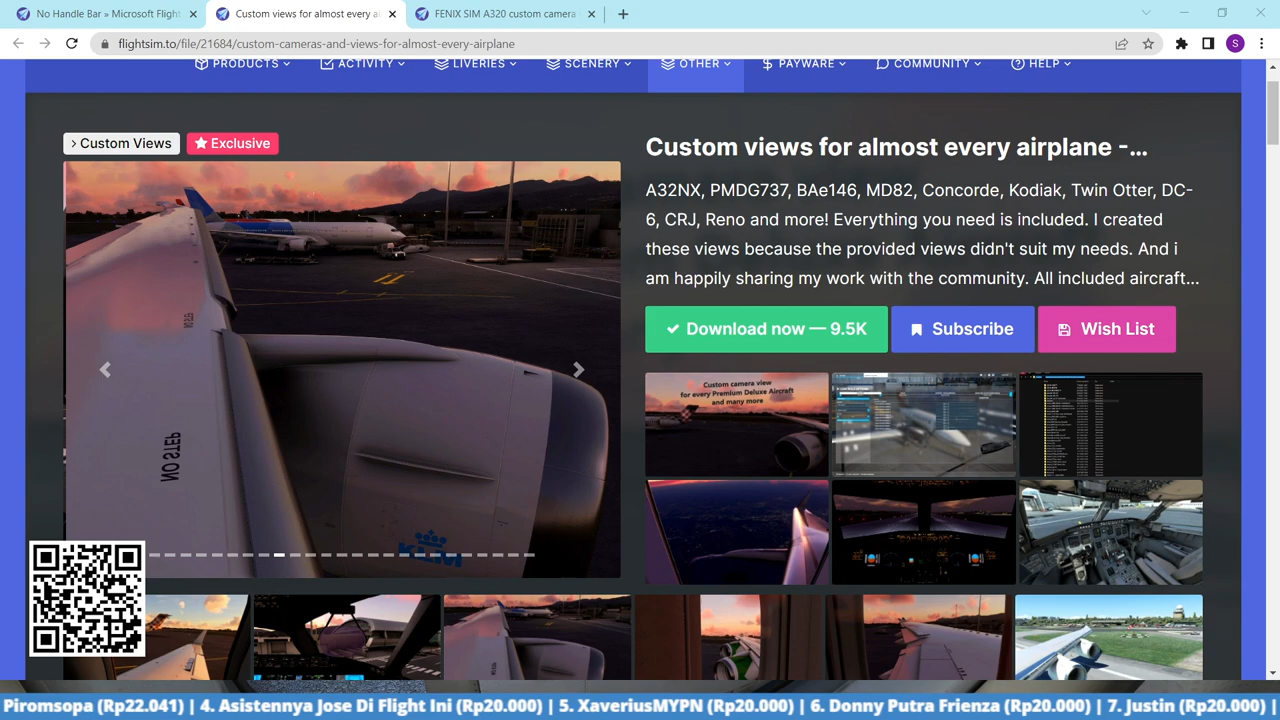 No Handle Bar » Microsoft Flight
Custom views for almost every ai
FENIX SIM A320 custom camera
flightsim.to/file/21684/custom-cameras-and-views-for-almost-every-airplane
S
PRODUCTS
ACTIVITY
LIVERIES
SCENERY
OTHER
PAYWARE
COMMUNITY
HELP
> Custom Views
Exclusive
Custom views for almost every airplane -...
A32NX, PMDG737, BAe146, MD82, Concorde, Kodiak, Twin Otter, DC-
6, CRJ, Reno and more! Everything you need is included. I created
these views because the provided views didn't suit my needs. And i
am happily sharing my work with the community. All included aircraft...
Download now — 9.5K
Subscribe
Wish List
Custom camera view
for every Premium Deluxe Aircraft
and many more
NO STEP
KLM
Piromsopa (Rp22.041) | 4. Asistennya Jose Di Flight Ini (Rp20.000) | 5. XaveriusMYPN (Rp20.000) | 6. Donny Putra Frienza (Rp20.000) | 7. Justin (Rp20.000) |